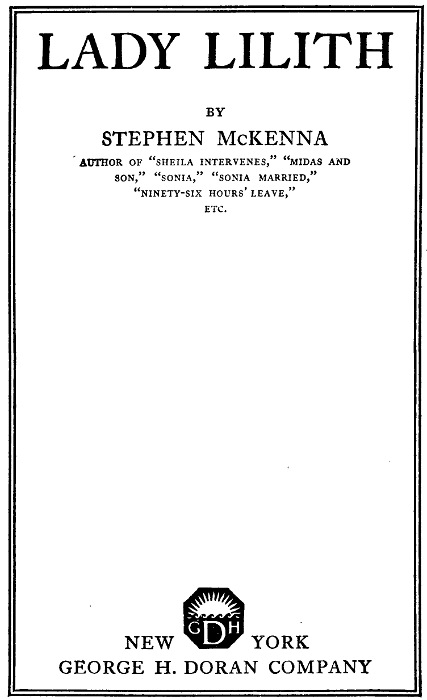 LADY LILITH
BY
STEPHEN McKENNA
AUTHOR OF "SHEILA INTERVENES," "MIDAS AND
SON," "SONIA," "SONIA MARRIED,"
"NINETY-SIX HOURS' LEAVE,"
ETC.
GDH
NEW YORK
GEORGE H. DORAN COMPANY